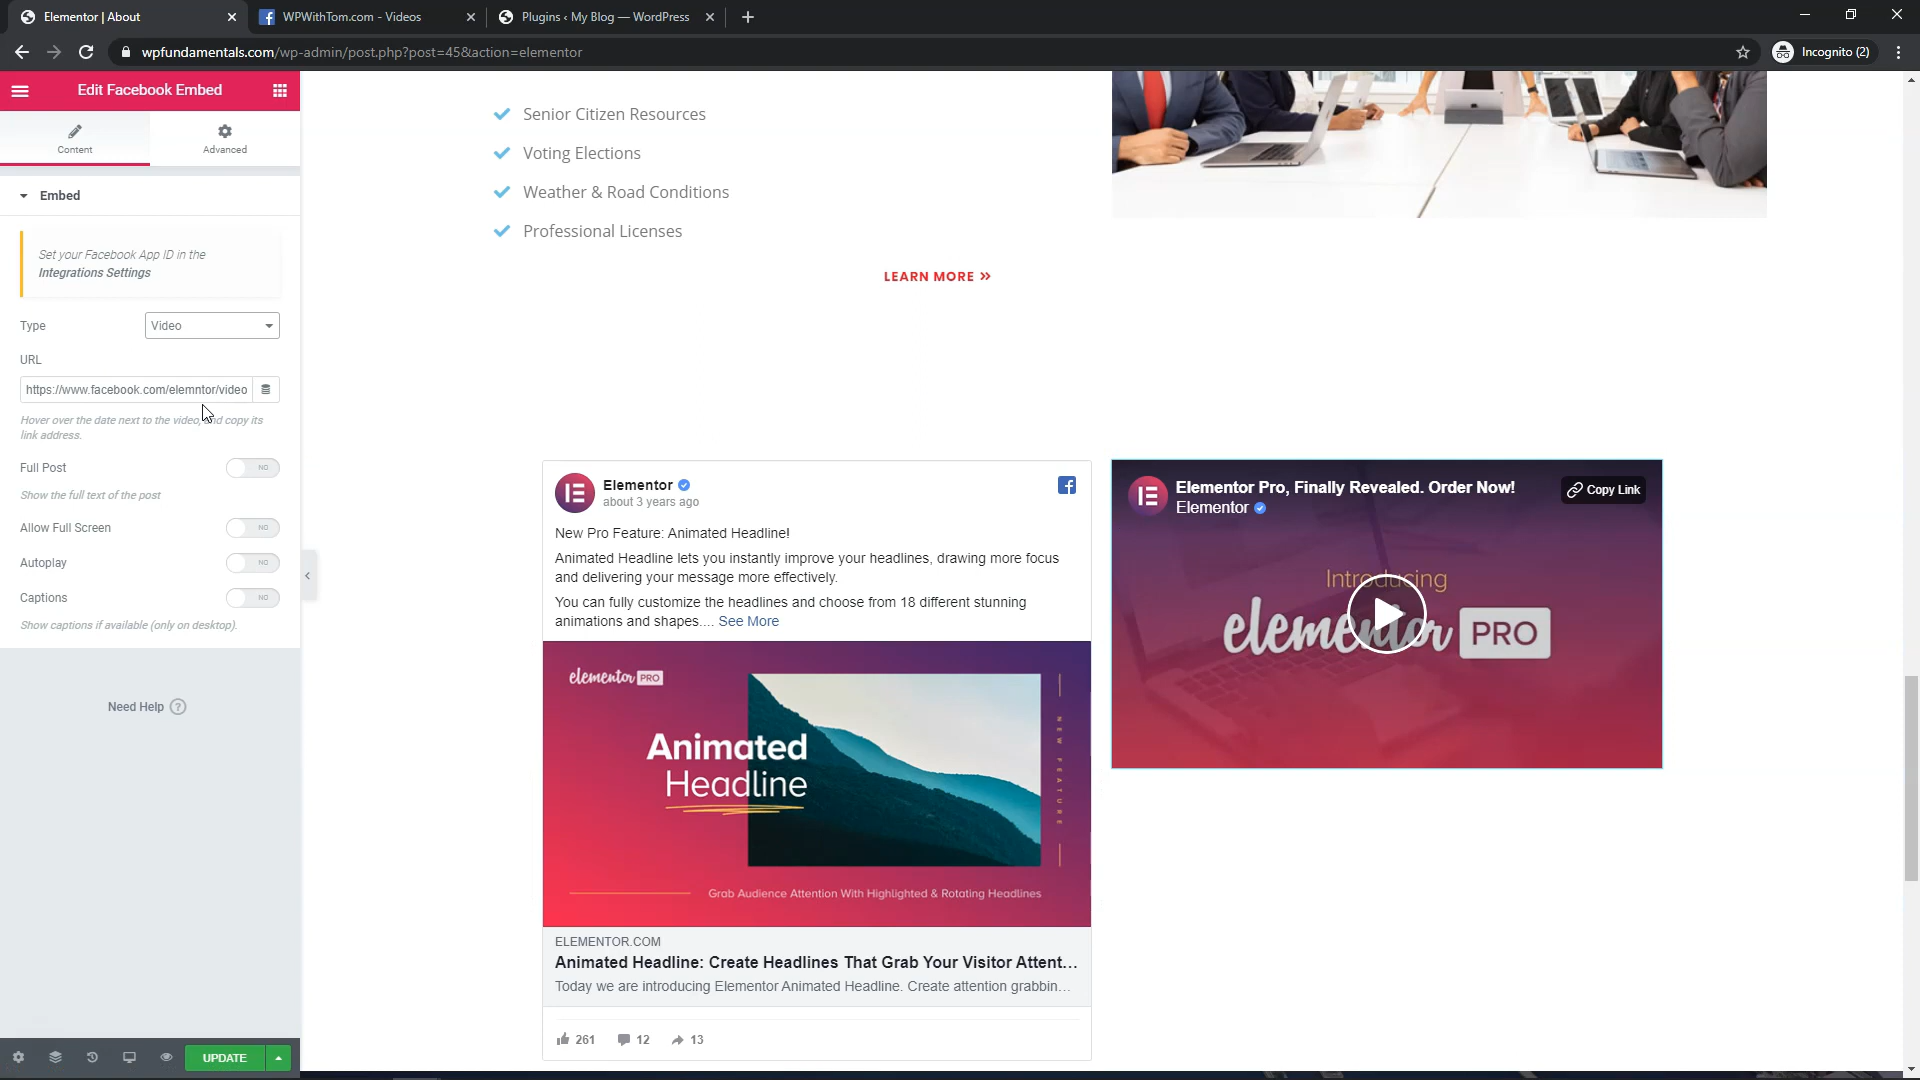 Elementor | About
WPWithTom.com - Videos
Plugins ‹ My Blog — WordPress
wpfundamentals.com/wp-admin/post.php?post=45&action=elementor
Incognito (2)
Edit Facebook Embed
Content
Advanced
Embed
Set your Facebook App ID in the
Integrations Settings
Type
Video
URL
https://www.facebook.com/elemntor/video
Hover over the date next to the video, and copy its
link address.
Full Post
NO
Show the full text of the post
Allow Full Screen
NO
Autoplay
NO
Captions
NO
Show captions if available (only on desktop).
Need Help ?
UPDATE
Senior Citizen Resources
Voting Elections
Weather & Road Conditions
Professional Licenses
LEARN MORE »
Elementor
about 3 years ago
New Pro Feature: Animated Headline!
Animated Headline lets you instantly improve your headlines, drawing more focus
and delivering your message more effectively.
You can fully customize the headlines and choose from 18 different stunning
animations and shapes.... See More
elementor PRO
Animated
Headline
NEW FEATURE
Grab Audience Attention With Highlighted & Rotating Headlines
ELEMENTOR.COM
Animated Headline: Create Headlines That Grab Your Visitor Attent...
Today we are introducing Elementor Animated Headline. Create attention grabbin...
261
12
13
Elementor Pro, Finally Revealed. Order Now!
Elementor
Copy Link
Introducing
elementor PRO